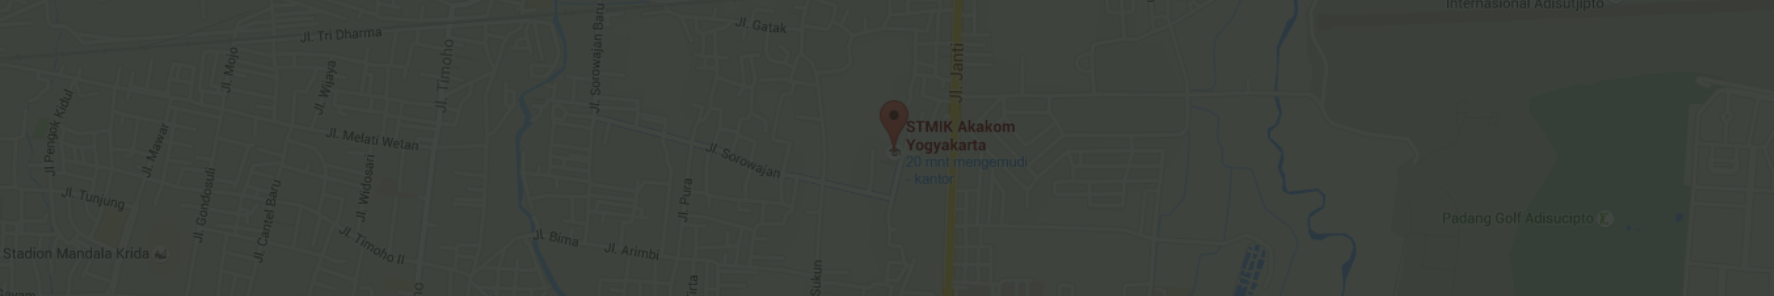 Internasional Adisutjipto
Jl. Gatak
Jl. Tri Dharma
Jl. Sorowajan Baru
Jl. Mojo
Jl. Timoho
Jl. Janti
Jl. Wijaya
Jl Pengok Kidul
Jl. Mawar
Jl. Melati Wetan
STMIK Akakom
Yogyakarta
20 mnt mengemudi
- kantor
Jl. Sorowajan
Jl. Widosari
Jl. Gondosuli
Jl. Cantel Baru
Jl. Pura
Jl. Tunjung
Padang Golf Adisucipto
Jl. Timoho II
Jl. Bima
Jl. Arimbi
Stadion Mandala Krida
Sukun